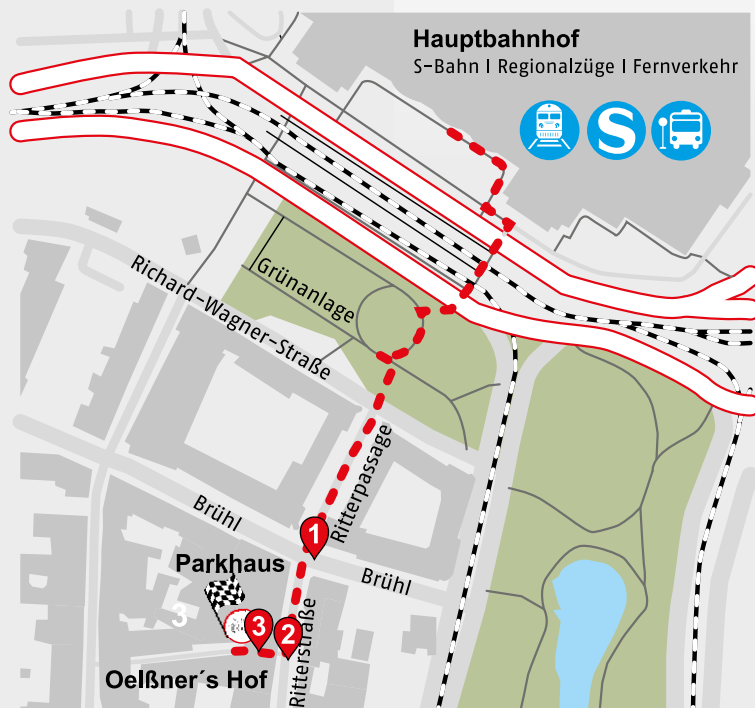 Hauptbahnhof
S-Bahn I Regionalzüge I Fernverkehr
S
Grünanlage
Richard-Wagner-Straße
Ritterpassage
Brühl
1
Brühl
Parkhaus
3
3
2
Ritterstraße
Oelßner´s Hof